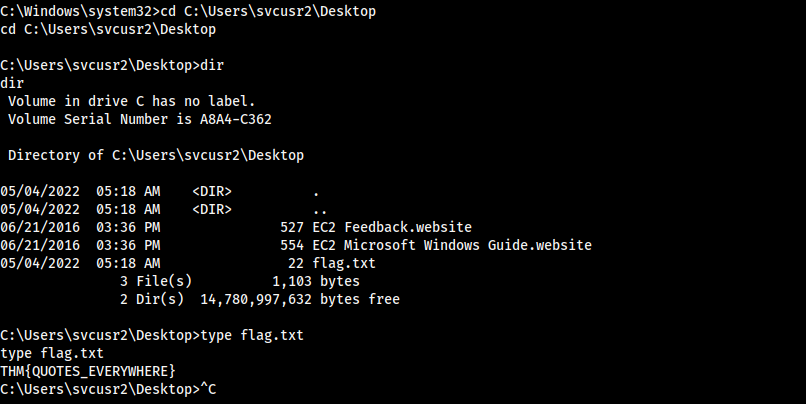 C:\Windows\system32>cd C:\Users\svcusr2\Desktop
cd C:\Users\svcusr2\Desktop

C:\Users\svcusr2\Desktop>dir
dir
 Volume in drive C has no label.
 Volume Serial Number is A8A4-C362

 Directory of C:\Users\svcusr2\Desktop

05/04/2022  05:18 AM    <DIR>          .
05/04/2022  05:18 AM    <DIR>          ..
06/21/2016  03:36 PM               527 EC2 Feedback.website
06/21/2016  03:36 PM               554 EC2 Microsoft Windows Guide.website
05/04/2022  05:18 AM                22 flag.txt
               3 File(s)          1,103 bytes
               2 Dir(s)  14,780,997,632 bytes free

C:\Users\svcusr2\Desktop>type flag.txt
type flag.txt
THM{QUOTES_EVERYWHERE}
C:\Users\svcusr2\Desktop>^C